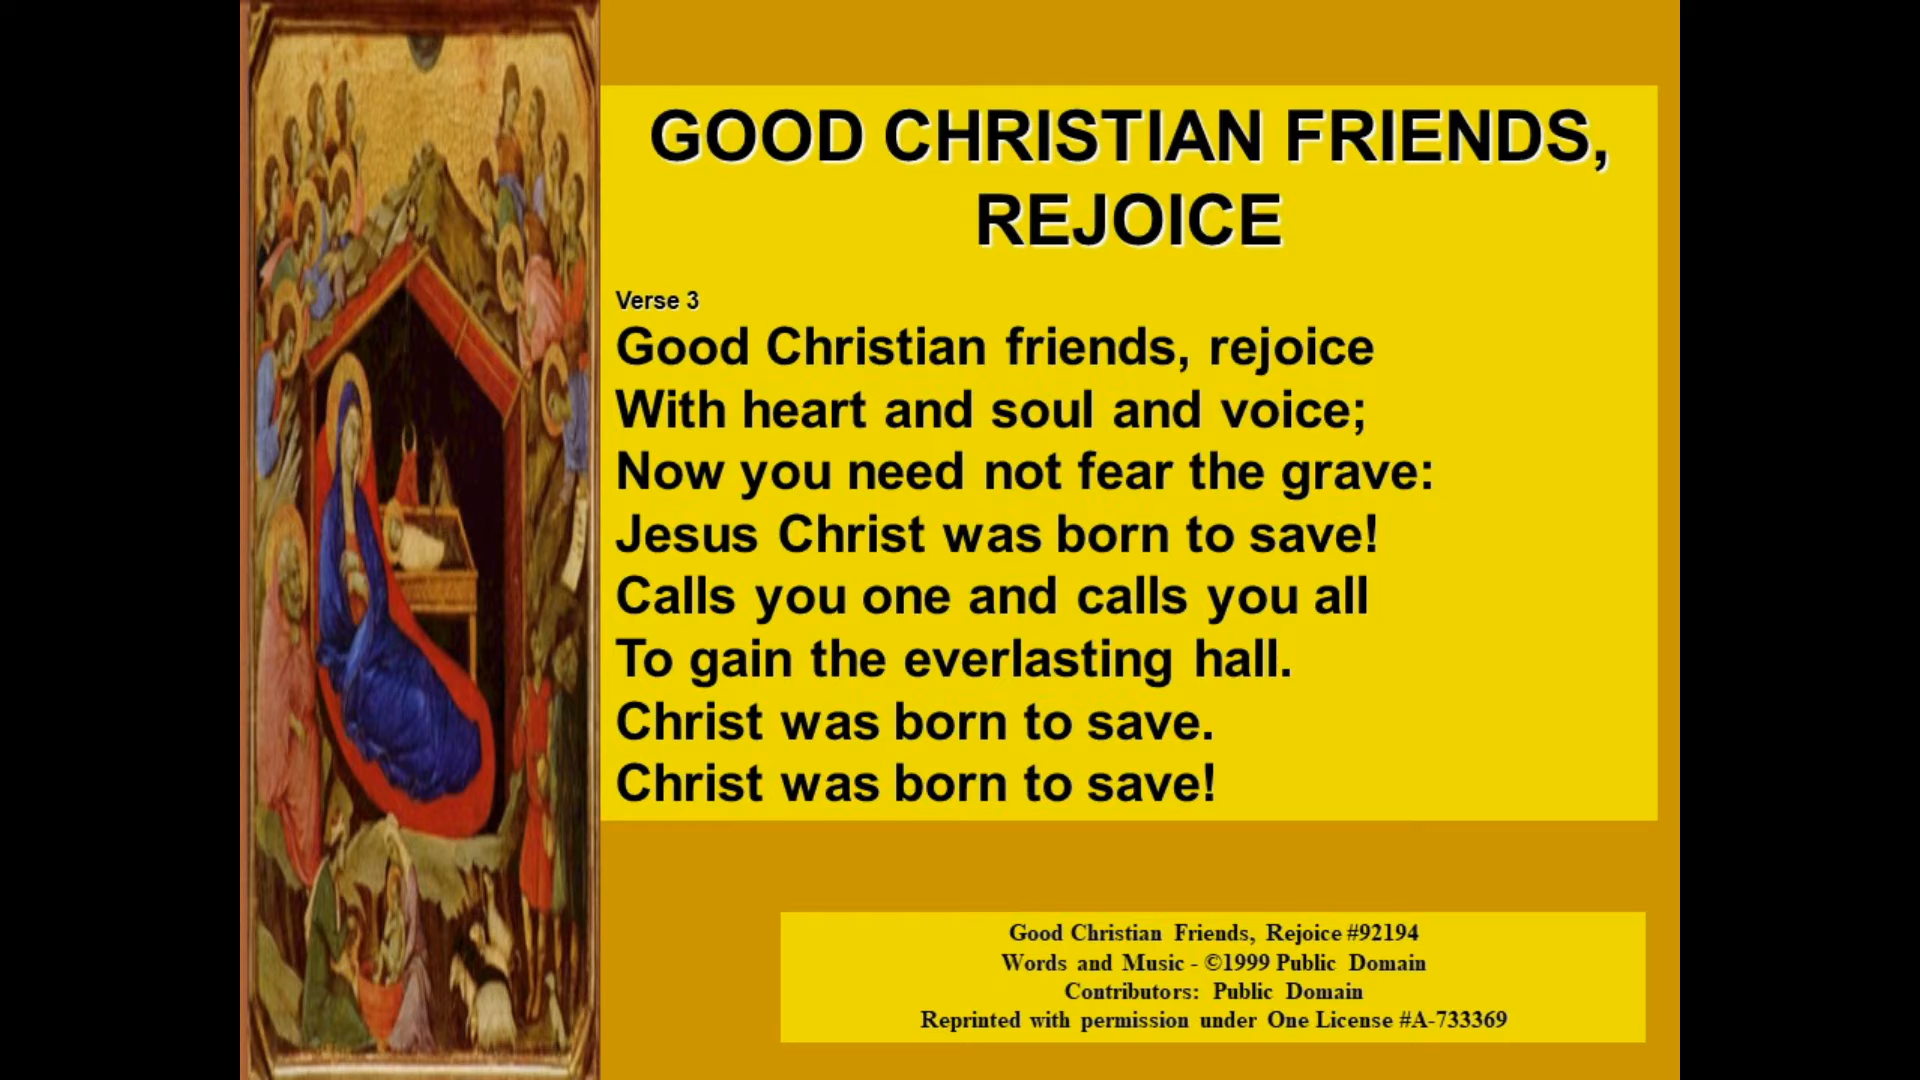 GOOD CHRISTIAN FRIENDS,
REJOICE
Verse 3
Good Christian friends, rejoice
With heart and soul and voice;
Now you need not fear the grave:
Jesus Christ was born to save!
Calls you one and calls you all
To gain the everlasting hall.
Christ was born to save.
Christ was born to save!
Good Christian Friends, Rejoice #92194
Words and Music - ©1999 Public Domain
Contributors: Public Domain
Reprinted with permission under One License #A-733369